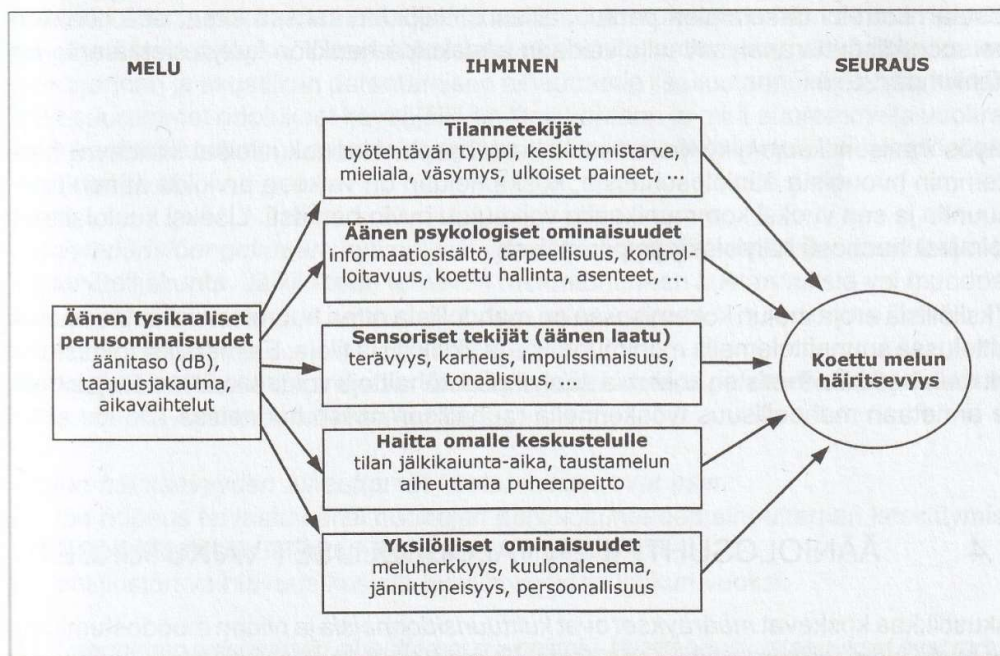 MELU
IHMINEN
SEURAUS
Tilannetekijät
työtehtävän tyyppi, keskittymistarve,
mieliala, väsymys, ulkoiset paineet, ...
Äänen psykologiset ominaisuudet
informaatiosisältö, tarpeellisuus, kontrol-
loitavuus, koettu hallinta, asenteet, ...
Äänen fysikaaliset
perusominaisuudet
äänitaso (dB),
taajuusjakauma,
aikavaihtelut
Sensoriset tekijät (äänen laatu)
terävyys, karheus, impulssimaisuus,
tonaalisuus, ...
Koettu melun
häiritsevyys
Haitta omalle keskustelulle
tilan jälkikaiunta-aika, taustamelun
aiheuttama puheenpeitto
Yksilölliset ominaisuudet
meluherkkyys, kuulonalenema,
jännittyneisyys, persoonallisuus